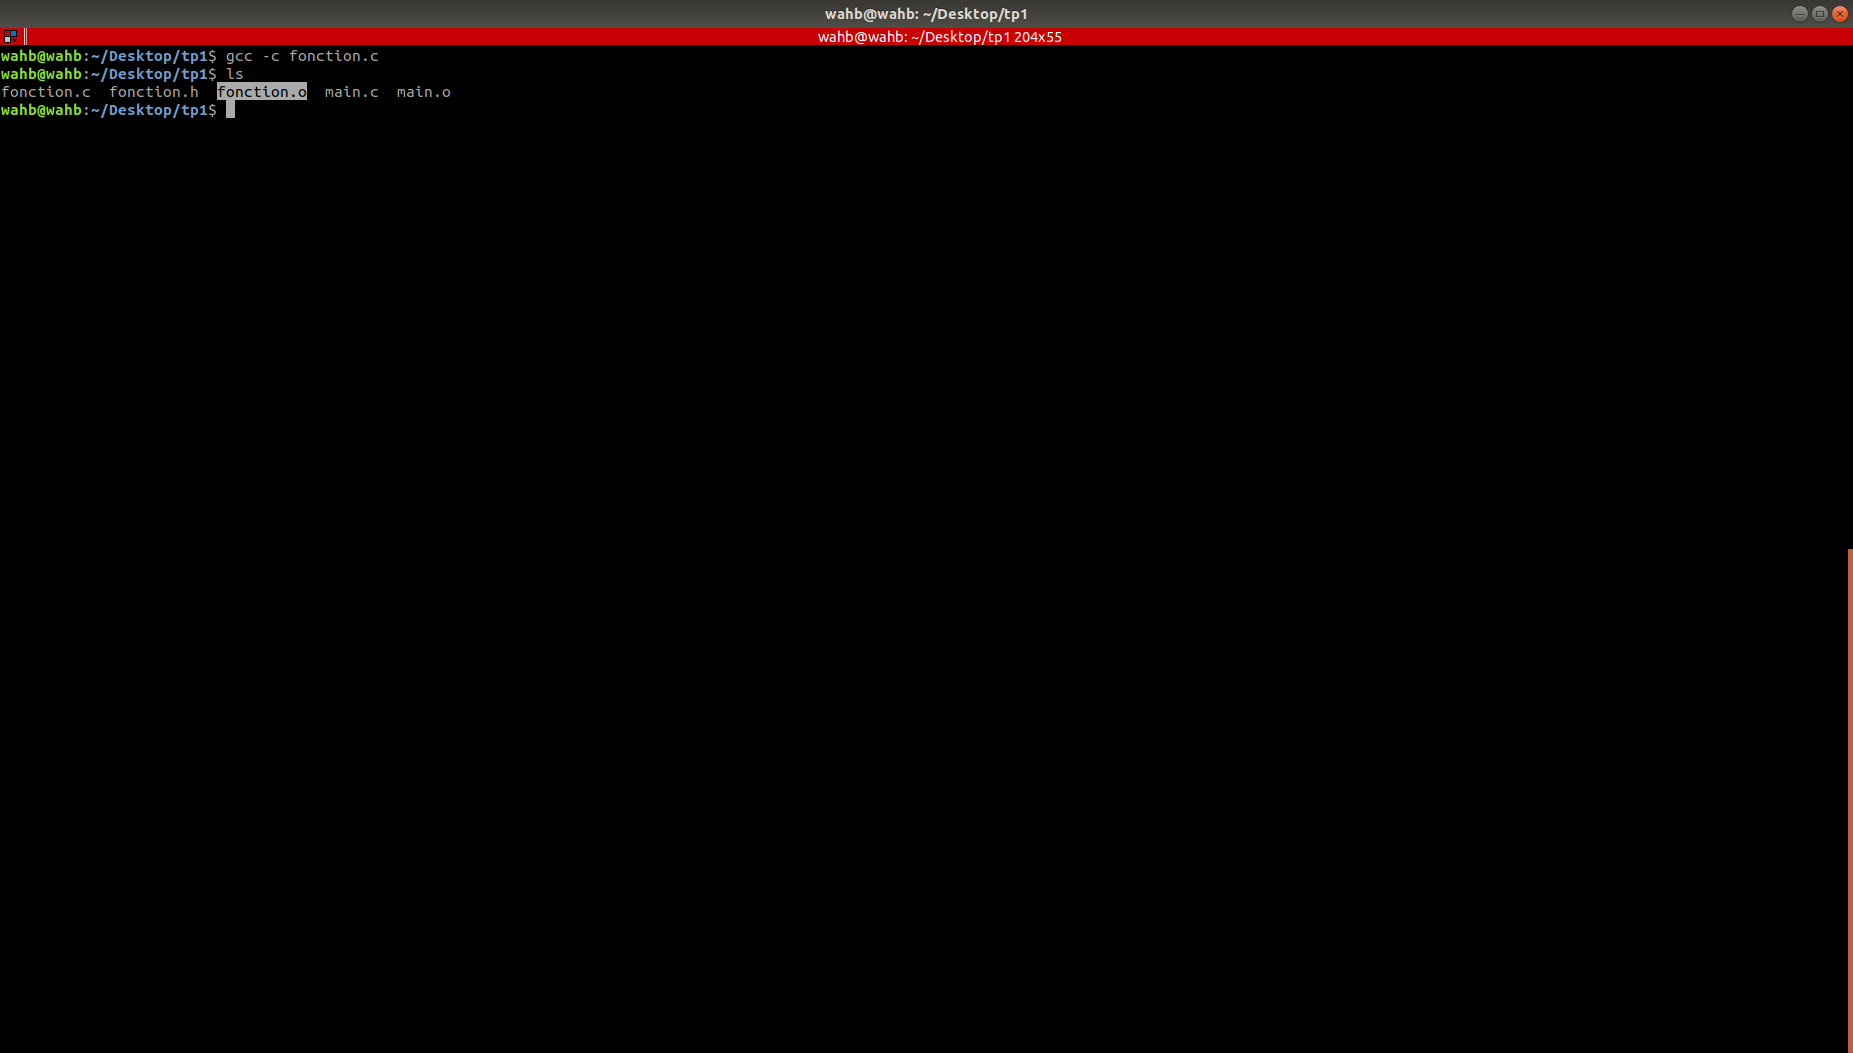 wahb@wahb: ~/Desktop/tp1
wahb@wahb: ~/Desktop/tp1 204x55
wahb@wahb:~/Desktop/tp1$ gcc -c fonction.c
wahb@wahb:~/Desktop/tp1$ ls
fonction.c  fonction.h  fonction.o  main.c  main.o
wahb@wahb:~/Desktop/tp1$